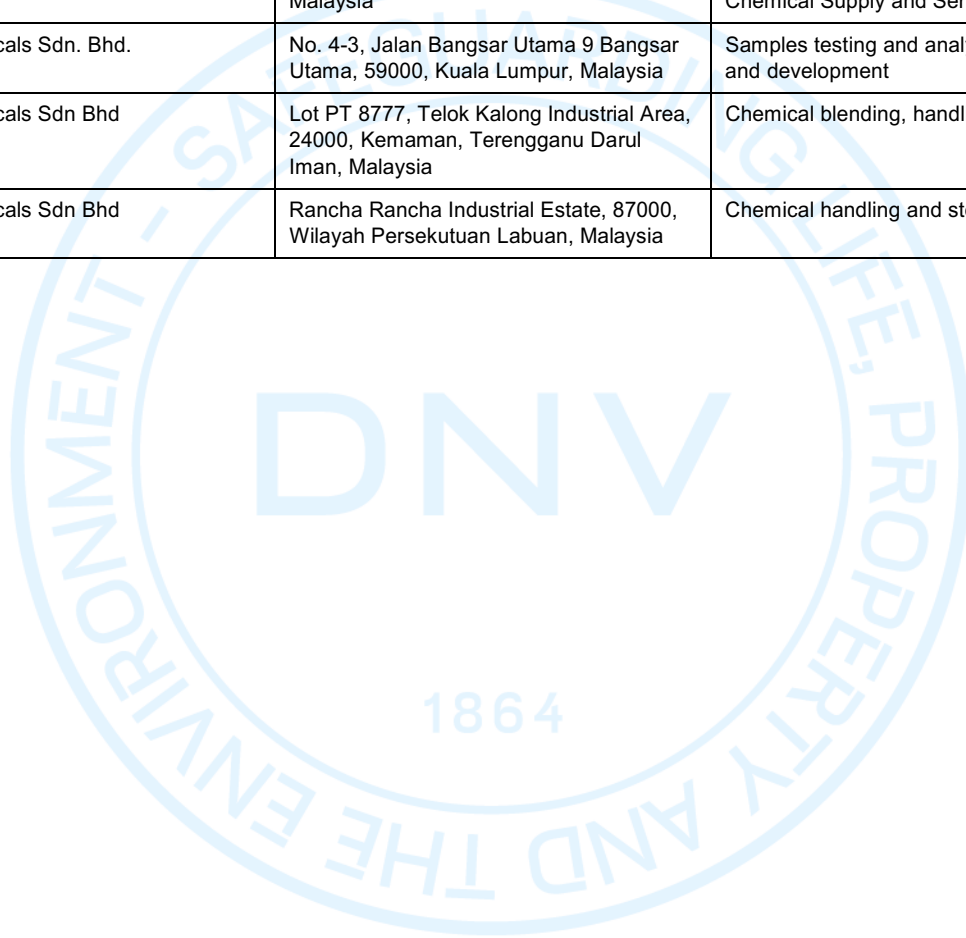 Malaysia
Chemical Supply and Ser
cals Sdn. Bhd.
No. 4-3, Jalan Bangsar Utama 9 Bangsar
Utama, 59000, Kuala Lumpur, Malaysia
Samples testing and anal
and development
cals Sdn Bhd
Lot PT 8777, Telok Kalong Industrial Area,
24000, Kemaman, Terengganu Darul
Iman, Malaysia
Chemical blending, handl
cals Sdn Bhd
Rancha Rancha Industrial Estate, 87000,
Wilayah Persekutuan Labuan, Malaysia
Chemical handling and st
SAFEGUARDING LIFE, PROPERTY AND THE ENVIRONMENT -
DNV
1864